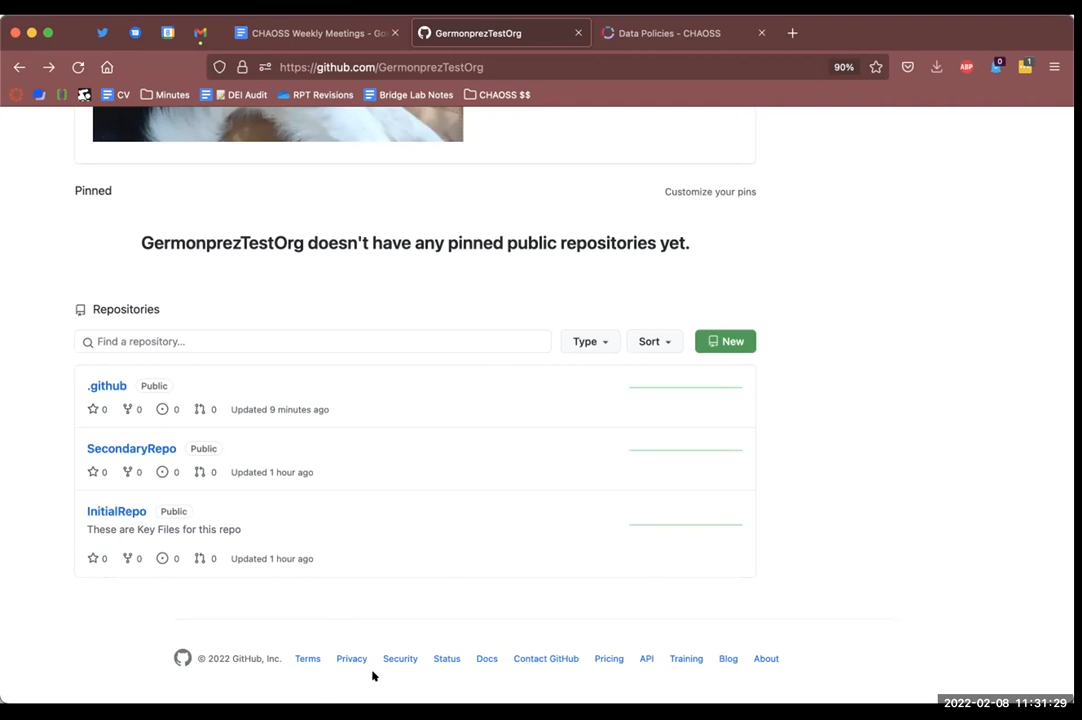 CHAOSS Weekly Meetings - Go
GermonprezTestOrg
Data Policies - CHAOSS
https://github.com/GermonprezTestOrg
90%
ABP
0
1
CV
Minutes
DEI Audit
RPT Revisions
Bridge Lab Notes
CHAOSS $$
Pinned
Customize your pins
GermonprezTestOrg doesn't have any pinned public repositories yet.
Repositories
Find a repository...
Type
Sort
New
.github Public
0 0 0 0 Updated 9 minutes ago
SecondaryRepo Public
0 0 0 0 Updated 1 hour ago
InitialRepo Public
These are Key Files for this repo
0 0 0 0 Updated 1 hour ago
© 2022 GitHub, Inc. Terms Privacy Security Status Docs Contact GitHub Pricing API Training Blog About
2022-02-08 11:31:29